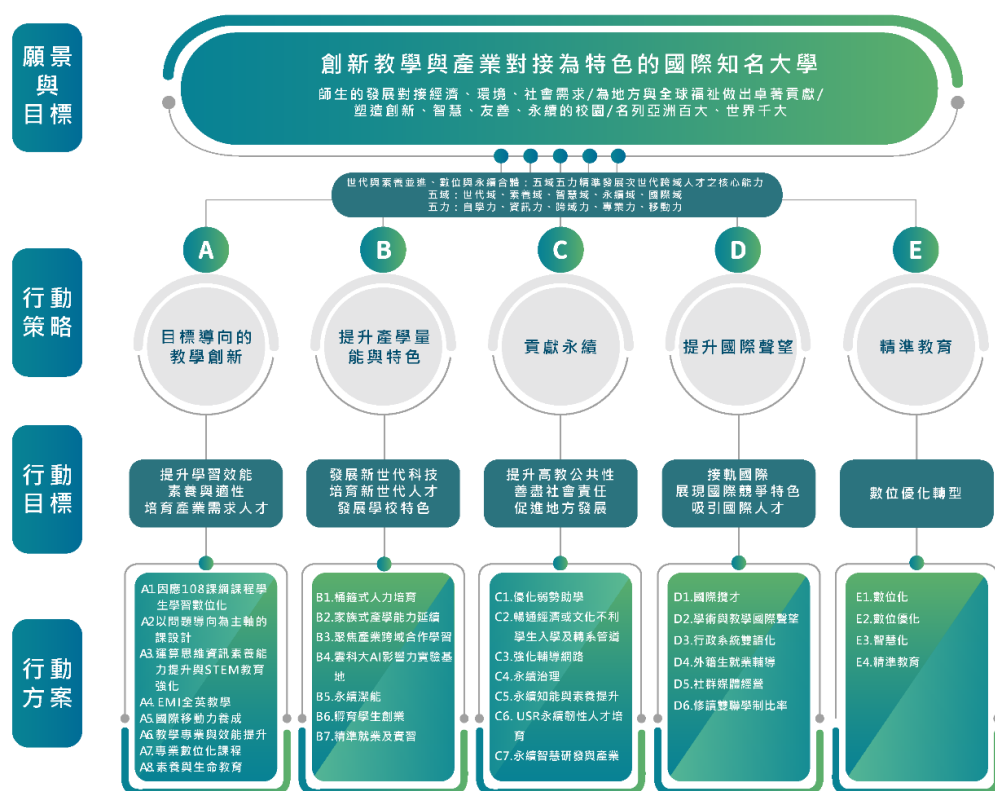 願景
與
目標
創新教學與產業對接為特色的國際知名大學
師生的發展對接經濟、環境、社會需求/為地方與全球福祉做出卓著貢獻/
塑造創新、智慧、友善、永續的校園/名列亞洲百大、世界千大
世代與素養並進、數位與永續合體：五域五力精準發展次世代跨域人才之核心能力
五域：世代域、素養域、智慧域、永續域、國際域
五力：自學力、資訊力、跨域力、專業力、移動力
行動
策略
A
目標導向的
教學創新
B
提升產學量
能與特色
C
貢獻永續
D
提升國際聲望
E
精準教育
行動
目標
提升學習效能
素養與適性
培育產業需求人才
發展新世代科技
培育新世代人才
發展學校特色
提升高教公共性
善盡社會責任
促進地方發展
接軌國際
展現國際競爭特色
吸引國際人才
數位優化轉型
行動
方案
A1因應108課綱課程學
生學習數位化
A2以問題導向為主軸的
課設計
A3.運算思維資訊素養能
力提升與STEM教育
強化
A4.EMI全英教學
A5.國際移動力養成
A6.教學專業與效能提升
A7.專業數位化課程
A8.素養與生命教育
B1.桶箍式人力培育
B2.家族式產學能力延續
B3.聚焦產業跨域合作學習
B4.雲科大AI影響力實驗基
地
B5.永續潔能
B6.孵育學生創業
B7.精準就業及實習
C1.優化弱勢助學
C2.暢通經濟或文化不利
學生入學及轉系管道
C3.強化輔導網路
C4.永續治理
C5.永續知能與素養提升
C6. USR永續韌性人才培
育
C7.永續智慧研發與產業
D1.國際攬才
D2.學術與教學國際聲望
D3.行政系統雙語化
D4.外籍生就業輔導
D5.社群媒體經營
D6.修讀雙聯學制比率
E1.數位化
E2.數位優化
E3.智慧化
E4.精準教育